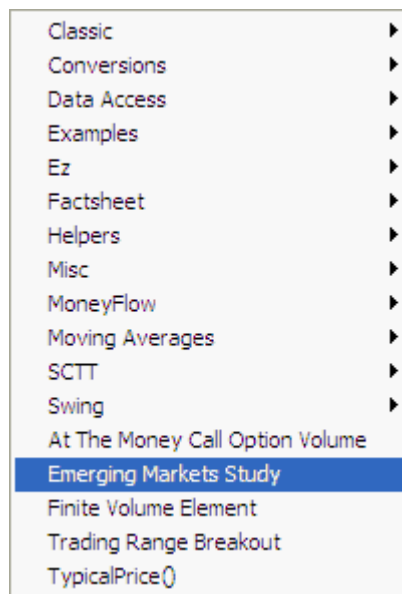 Classic
Conversions
Data Access
Examples
Ez
Factsheet
Helpers
Misc
MoneyFlow
Moving Averages
SCTT
Swing
At The Money Call Option Volume
Emerging Markets Study
Finite Volume Element
Trading Range Breakout
TypicalPrice()